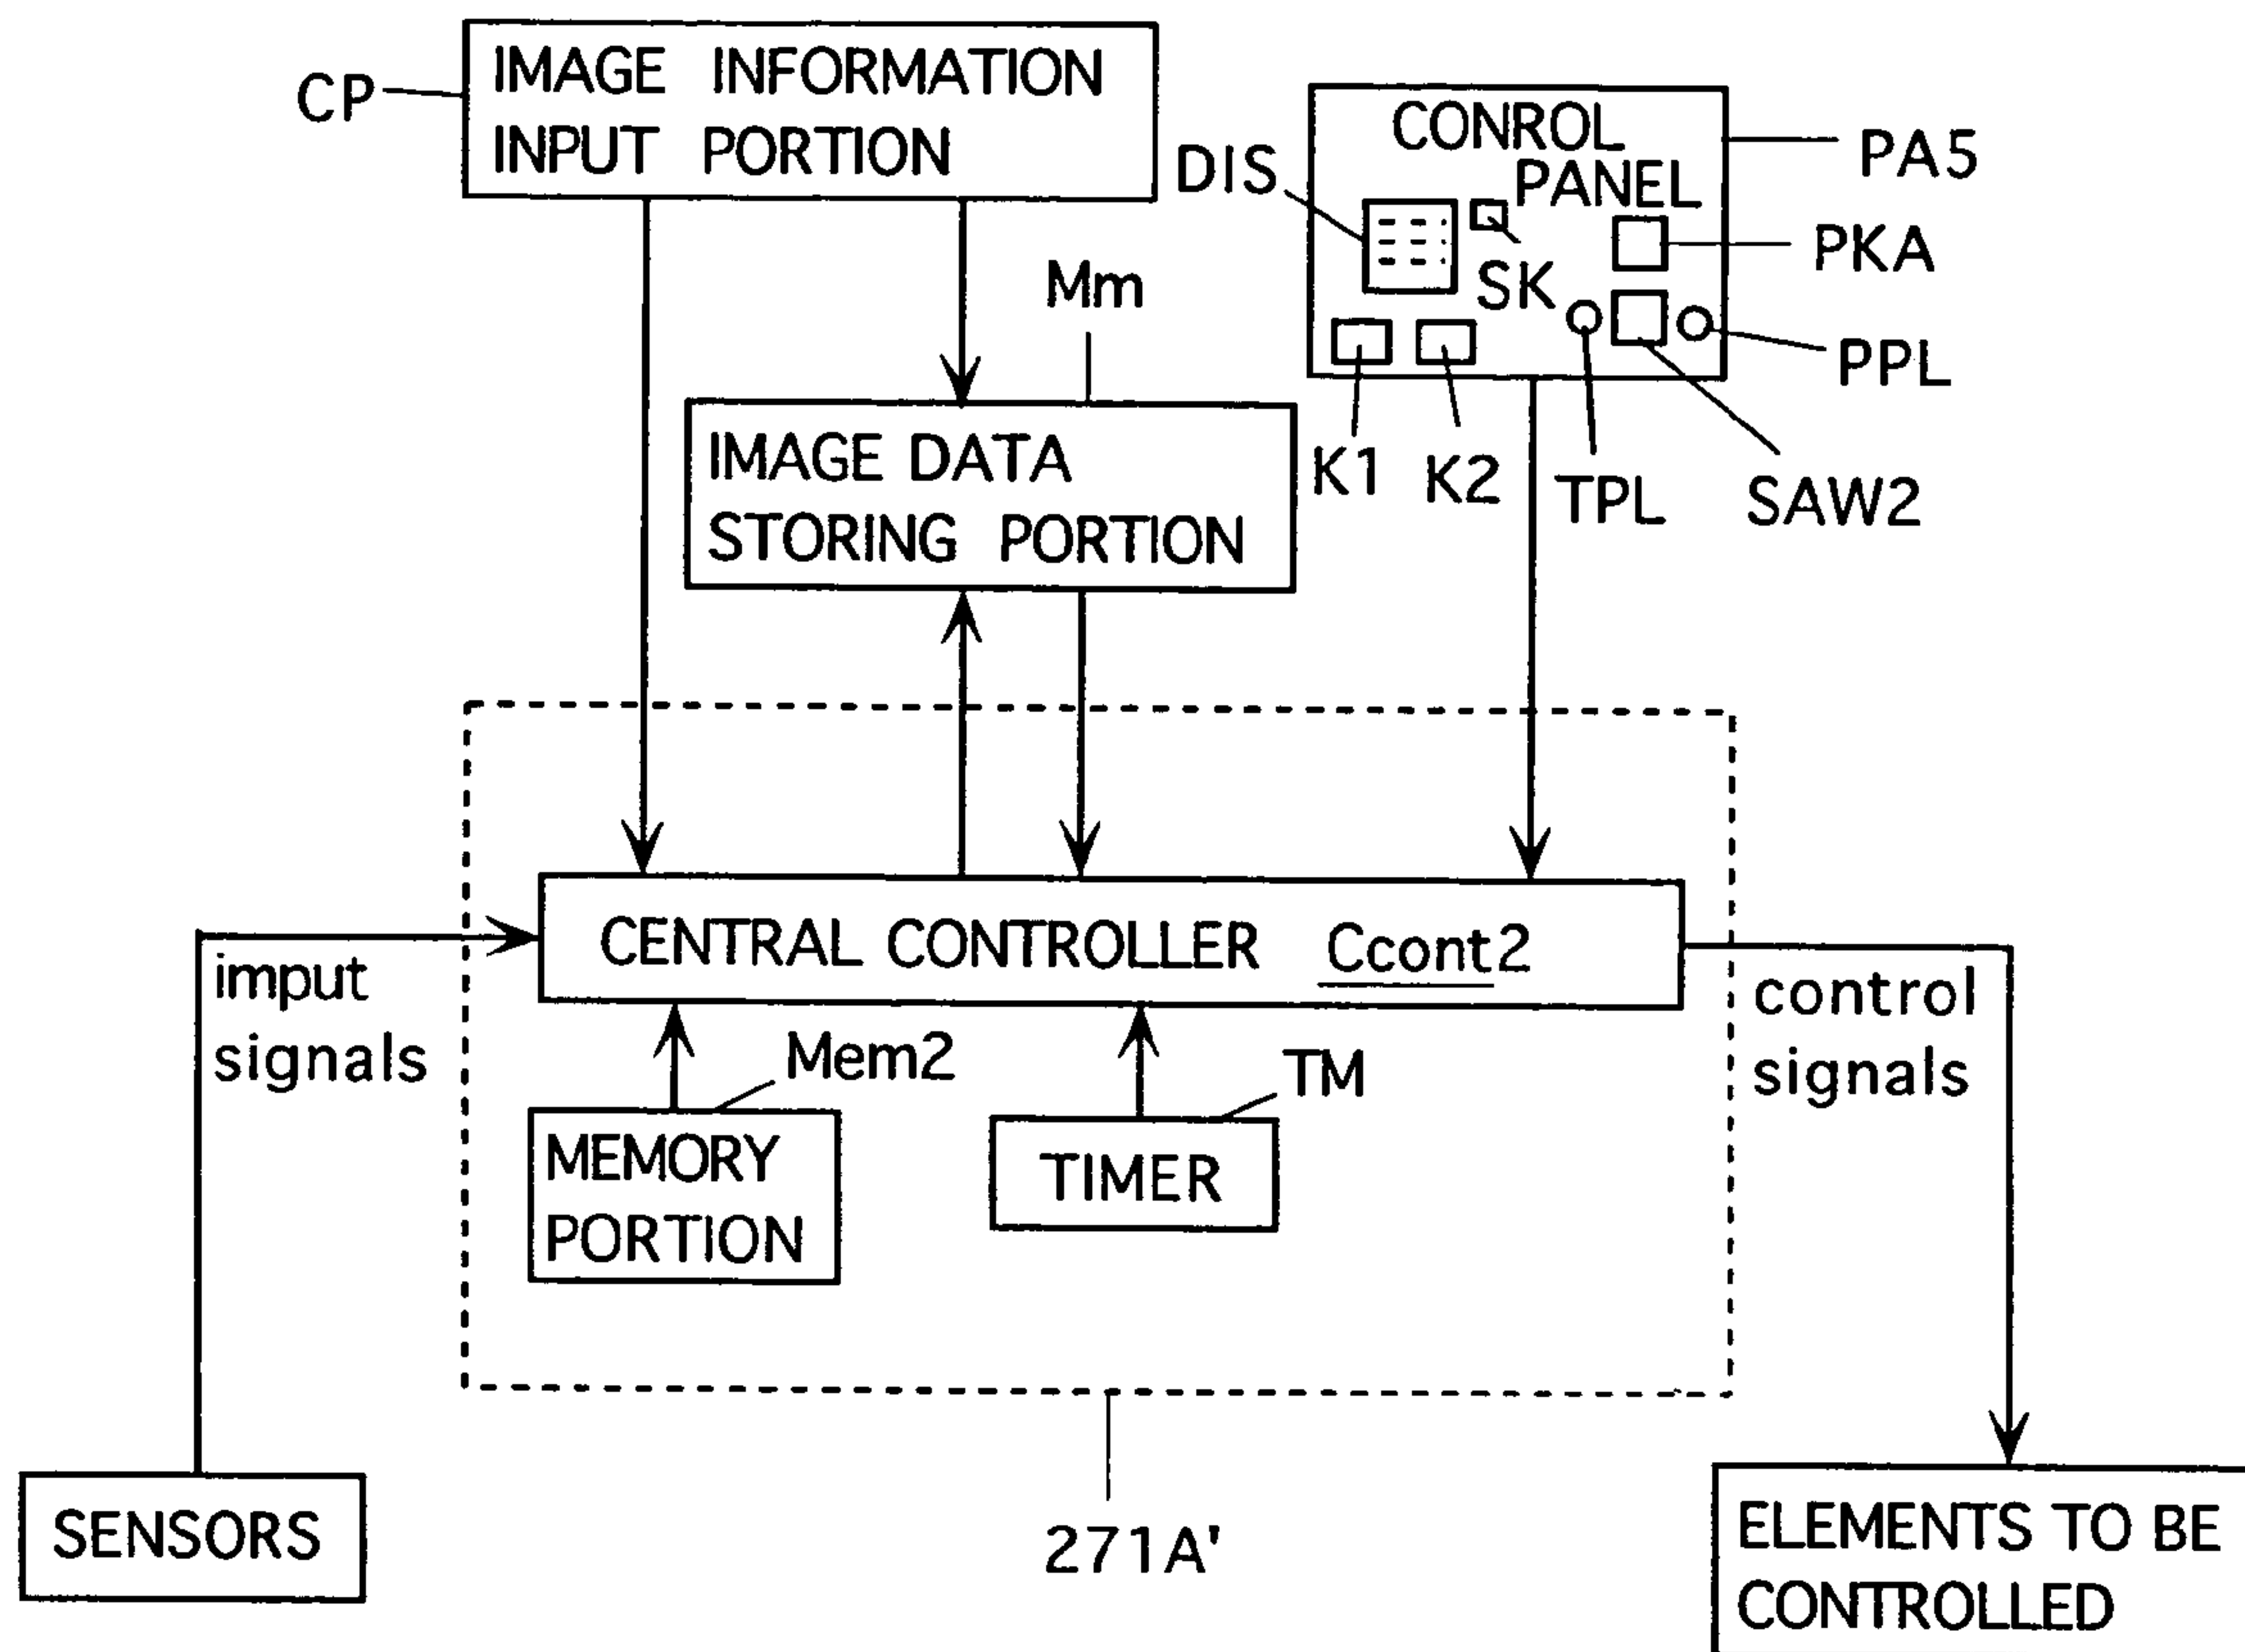 CP
IMAGE INFORMATION
INPUT PORTION
CONROL
PANEL
DIS
PA5
PKA
SK
Mm
PPL
K1
K2
TPL
SAW2
IMAGE DATA
STORING PORTION
CENTRAL CONTROLLER Ccont2
imput
signals
control
signals
Mem2
TM
MEMORY
PORTION
TIMER
SENSORS
271A'
ELEMENTS TO BE
CONTROLLED